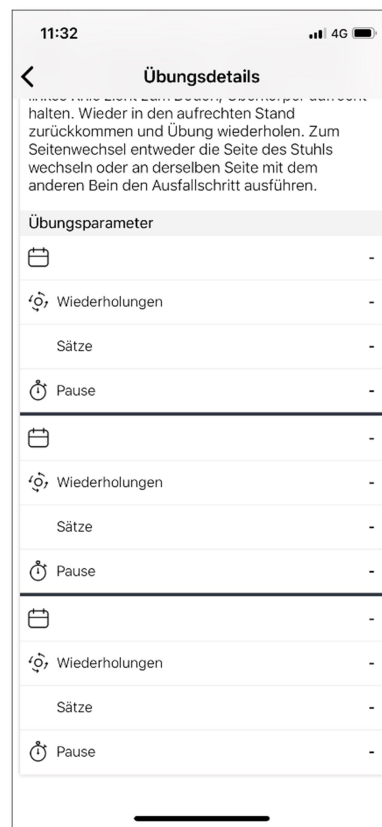 11:32
4G
Übungsdetails
halten. Wieder in den aufrechten Stand
zurückkommen und Übung wiederholen. Zum
Seitenwechsel entweder die Seite des Stuhls
wechseln oder an derselben Seite mit dem
anderen Bein den Ausfallschritt ausführen.
Übungsparameter
-
Wiederholungen -
Sätze -
Pause -
-
Wiederholungen -
Sätze -
Pause -
-
Wiederholungen -
Sätze -
Pause -